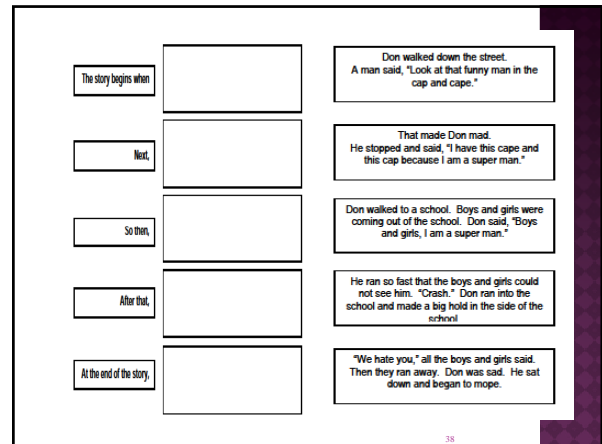 The story begins when
Don walked down the street.
A man said, "Look at that funny man in the
cap and cape."
Next,
That made Don mad.
He stopped and said, "I have this cape and
this cap because I am a super man."
So then,
Don walked to a school. Boys and girls were
coming out of the school. Don said, "Boys
and girls, I am a super man."
After that,
He ran so fast that the boys and girls could
not see him. "Crash." Don ran into the
school and made a big hold in the side of the
school
At the end of the story,
"We hate you," all the boys and girls said.
Then they ran away. Don was sad. He sat
down and began to mope.
38